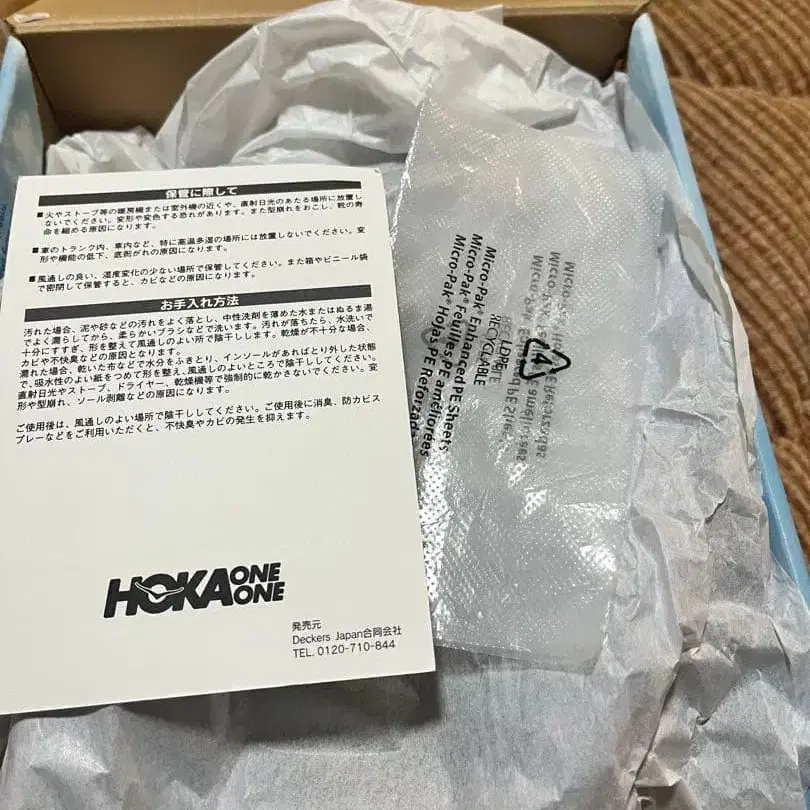 保管に際して
■火やストーブ等の暖房機または室外機の近くや、直射日光のあたる場所に放置し
ないでください。変形や変色する恐れがあります。また型崩れをおこし、靴の寿
命を縮める原因になります。
■車のトランク内、車内など、特に高温多湿の場所には放置しないでください。変
形や機能の低下、底剥がれの原因になります。
■風通しの良い、湿度変化の少ない場所で保管してください。また箱やビニール袋
で密閉して保管すると、カビなどの原因になります。
お手入れ方法
汚れた場合、泥や砂などの汚れをよく落とし、中性洗剤を薄めた水またはぬるま湯
でよく濡らしてから、柔らかいブラシなどで洗います。汚れが落ちたら、水洗いで
十分にすすぎ、形を整えて風通しのよい所で陰干しします。乾燥が不十分な場合、
カビや不快臭などの原因となります。
濡れた場合、乾いた布などで水分をふきとり、インソールがあればとり外した状態
で、吸水性のよい紙をつめて形を整え、風通しのよいところで陰干してください。
直射日光やストーブ、ドライヤー、乾燥機等で強制的に乾かさないでください。変
形や型崩れ、ソール剥離などの原因になります。
ご使用後は、風通しのよい場所で陰干ししてください。ご使用後に消臭、防カビス
プレーなどをご利用いただくと、不快臭やカビの発生を抑えます。
HOKA ONE ONE
発売元
Deckers Japan合同会社
TEL. 0120-710-844
Micro-Pak® Enhanced PE Sheets
Micro-Pak® Feuilles PE améliorées
Micro-Pak® Hojas PE Reforzadas
4
RECYCLABLE